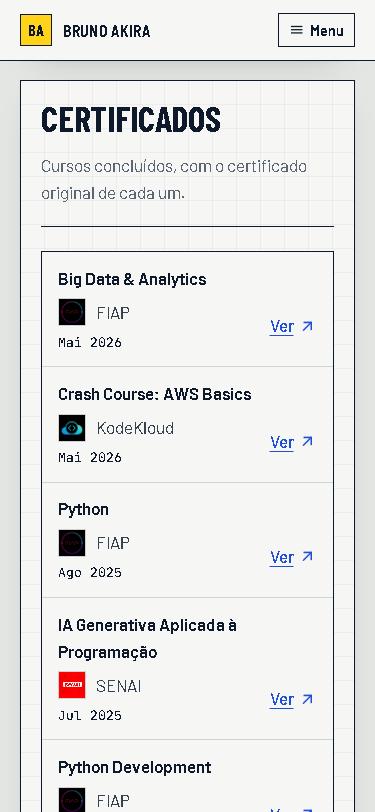 BA BRUNO AKIRA
Menu
CERTIFICADOS
Cursos concluídos, com o certificado
original de cada um.
Big Data & Analytics
FIAP
Mai 2026
Ver
Crash Course: AWS Basics
KodeKloud
Mai 2026
Ver
Python
FIAP
Ago 2025
Ver
IA Generativa Aplicada à
Programação
SENAI
Jul 2025
Ver
Python Development
FIAP